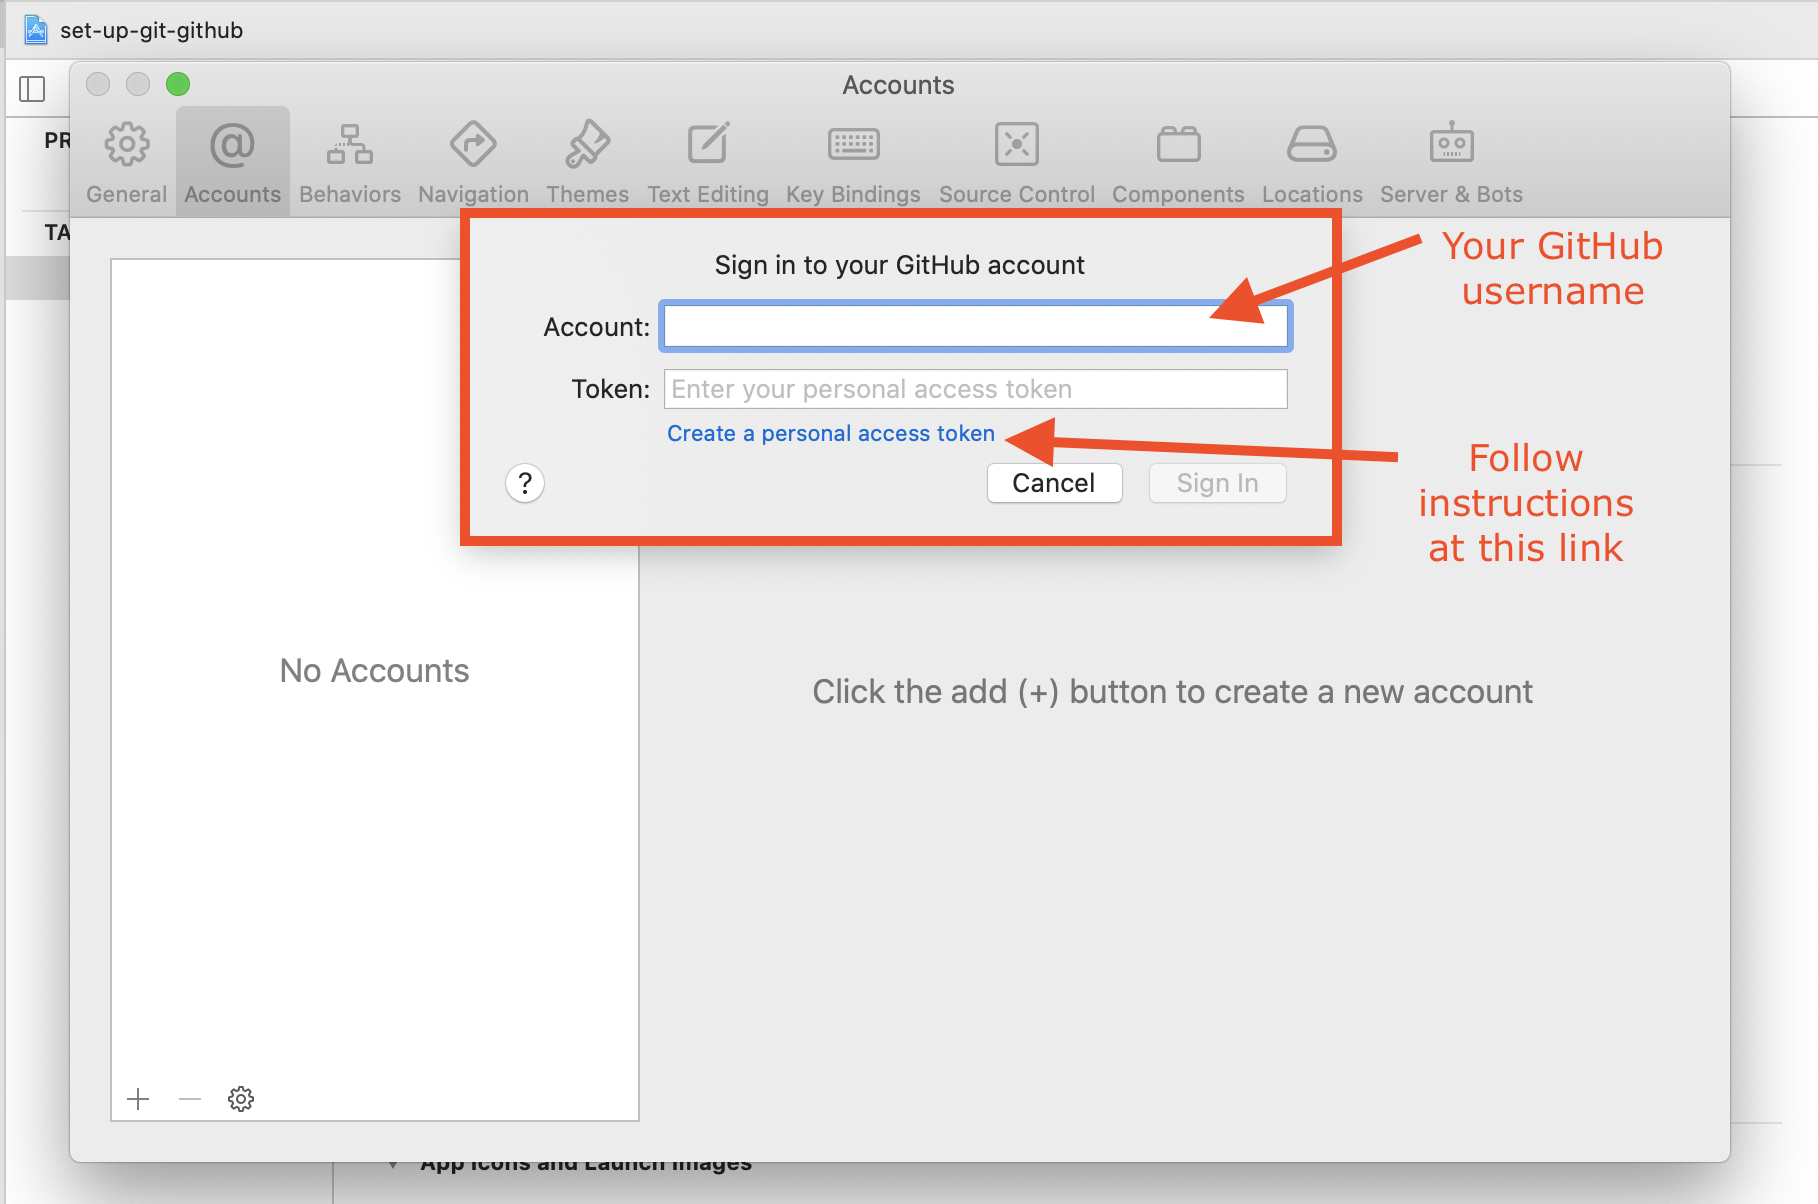 set-up-git-github
Accounts
General Accounts Behaviors Navigation Themes Text Editing Key Bindings Source Control Components Locations Server & Bots
PR
TA
Sign in to your GitHub account
Account:
Token: Enter your personal access token
Create a personal access token
? Cancel Sign In
Your GitHub
username
Follow
instructions
at this link
No Accounts
Click the add (+) button to create a new account
App Icons and Launch Images